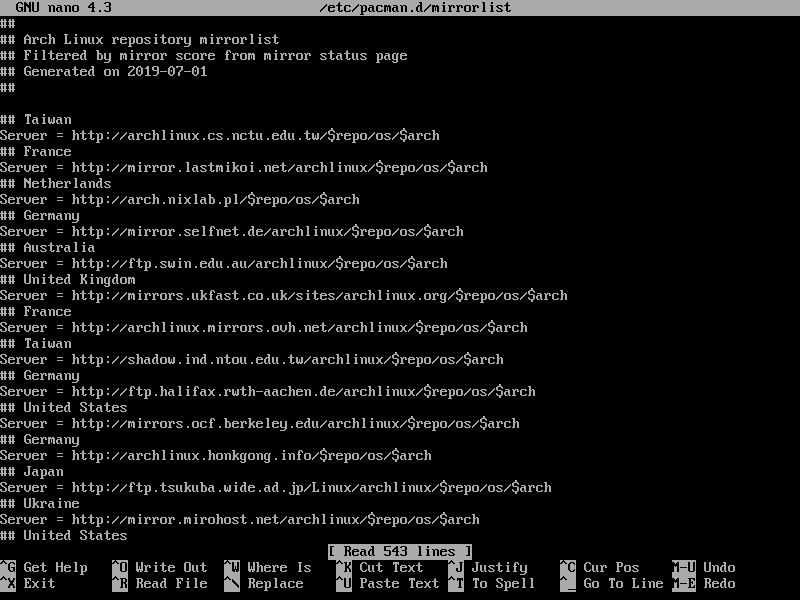 GNU nano 4.3 /etc/pacman.d/mirrorlist
##
## Arch Linux repository mirrorlist
## Filtered by mirror score from mirror status page
## Generated on 2019-07-01
##
## Taiwan
Server = http://archlinux.cs.nctu.edu.tw/$repo/os/$arch
## France
Server = http://mirror.lastmikoi.net/archlinux/$repo/os/$arch
## Netherlands
Server = http://arch.nixlab.pl/$repo/os/$arch
## Germany
Server = http://mirror.selfnet.de/archlinux/$repo/os/$arch
## Australia
Server = http://ftp.swin.edu.au/archlinux/$repo/os/$arch
## United Kingdom
Server = http://mirrors.ukfast.co.uk/sites/archlinux.org/$repo/os/$arch
## France
Server = http://archlinux.mirrors.ovh.net/archlinux/$repo/os/$arch
## Taiwan
Server = http://shadow.ind.ntou.edu.tw/archlinux/$repo/os/$arch
## Germany
Server = http://ftp.halifax.rwth-aachen.de/archlinux/$repo/os/$arch
## United States
Server = http://mirrors.ocf.berkeley.edu/archlinux/$repo/os/$arch
## Germany
Server = http://archlinux.honkgong.info/$repo/os/$arch
## Japan
Server = http://ftp.tsukuba.wide.ad.jp/Linux/archlinux/$repo/os/$arch
## Ukraine
Server = http://mirror.mirohost.net/archlinux/$repo/os/$arch
## United States
[ Read 543 lines ]
^G Get Help ^O Write Out ^W Where Is ^K Cut Text ^J Justify ^C Cur Pos M-U Undo
^X Exit ^R Read File ^\ Replace ^U Paste Text ^T To Spell ^_ Go To Line M-E Redo